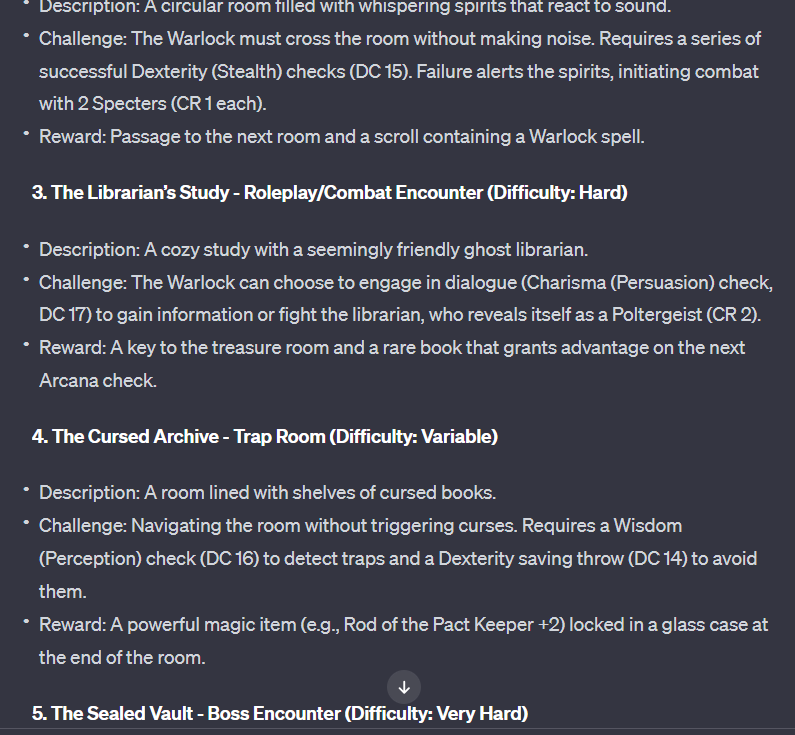 Description: A circular room filled with whispering spirits that react to sound.
Challenge: The Warlock must cross the room without making noise. Requires a series of
successful Dexterity (Stealth) checks (DC 15). Failure alerts the spirits, initiating combat
with 2 Specters (CR 1 each).
Reward: Passage to the next room and a scroll containing a Warlock spell.
3. The Librarian’s Study - Roleplay/Combat Encounter (Difficulty: Hard)
Description: A cozy study with a seemingly friendly ghost librarian.
Challenge: The Warlock can choose to engage in dialogue (Charisma (Persuasion) check,
DC 17) to gain information or fight the librarian, who reveals itself as a Poltergeist (CR 2).
Reward: A key to the treasure room and a rare book that grants advantage on the next
Arcana check.
4. The Cursed Archive - Trap Room (Difficulty: Variable)
Description: A room lined with shelves of cursed books.
Challenge: Navigating the room without triggering curses. Requires a Wisdom
(Perception) check (DC 16) to detect traps and a Dexterity saving throw (DC 14) to avoid
them.
Reward: A powerful magic item (e.g., Rod of the Pact Keeper +2) locked in a glass case at
the end of the room.
5. The Sealed Vault - Boss Encounter (Difficulty: Very Hard)